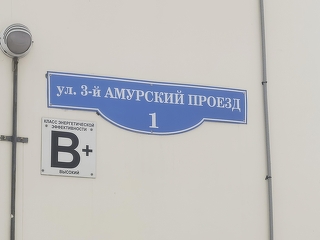 ул. 3-й АМУРСКИЙ ПРОЕЗД
1
КЛАСС ЭНЕРГЕТИЧЕСКОЙ
ЭФФЕКТИВНОСТИ
B+
ВЫСОКИЙ